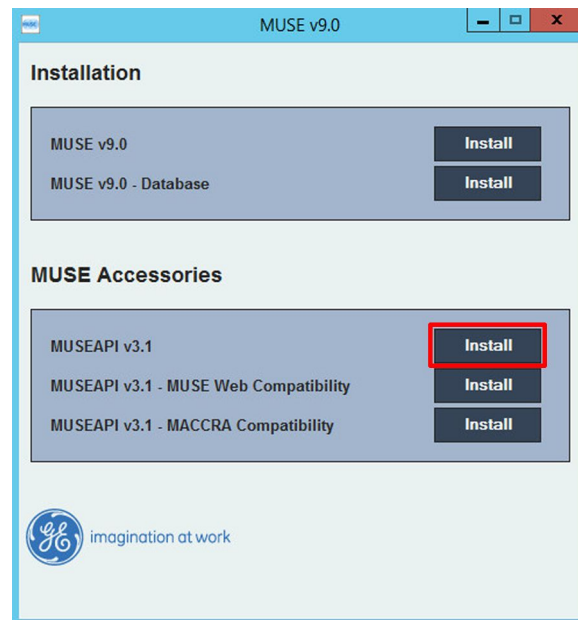 MUSE v9.0
Installation
MUSE v9.0 Install
MUSE v9.0 - Database Install
MUSE Accessories
MUSEAPI v3.1 Install
MUSEAPI v3.1 - MUSE Web Compatibility Install
MUSEAPI v3.1 - MACCRA Compatibility Install
GE imagination at work